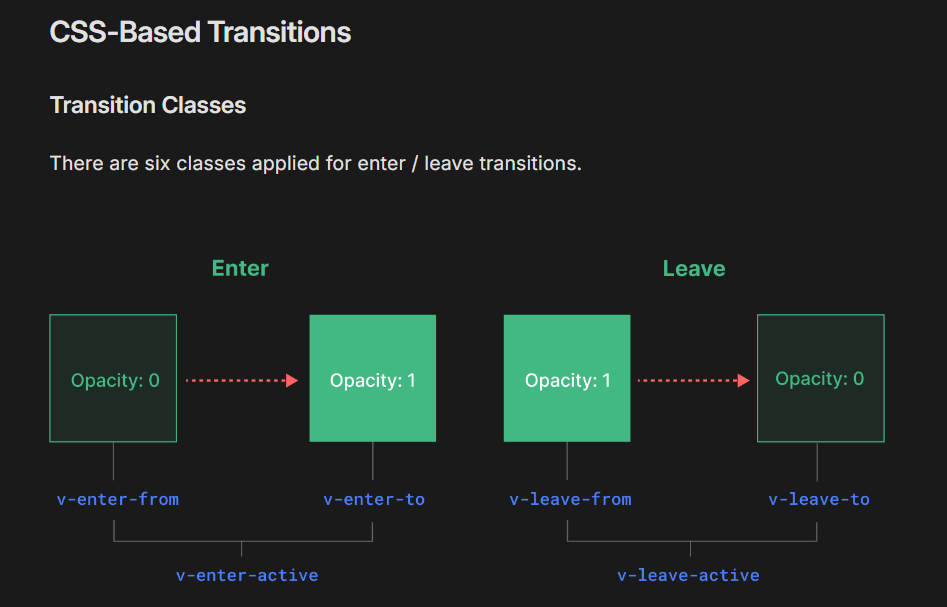 CSS-Based Transitions
Transition Classes
There are six classes applied for enter / leave transitions.
Enter
Leave
Opacity: 0
Opacity: 1
Opacity: 1
Opacity: 0
v-enter-from
v-enter-to
v-leave-from
v-leave-to
v-enter-active
v-leave-active